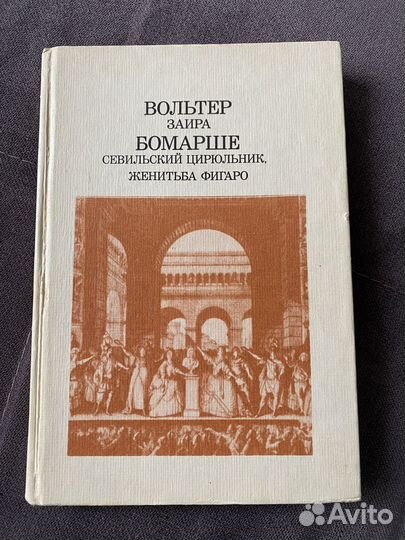 ВОЛЬТЕР
ЗАИРА
БОМАРШЕ
СЕВИЛЬСКИЙ ЦИРЮЛЬНИК,
ЖЕНИТЬБА ФИГАРО
Avito